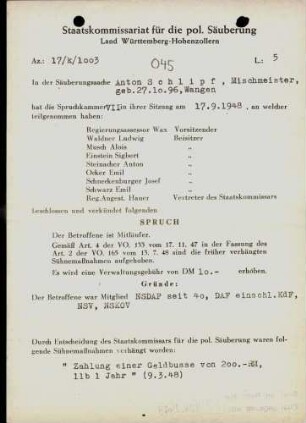 Staatskommissariat für die pol. Säuberung
Land Württemberg-Hohenzollern
Az.: 17/K/1003
045
L.: 5
In der Säuberungssache Anton S c h l i p f , Mischmeister,
geb.27.10.96,Wangen
hat die Spruchkammer VII in ihrer Sitzung am 17.9.1948 , an welcher
teilgenommen haben:
Regierungsassessor Wax Vorsitzender
Waldner Ludwig Beisitzer
Munch Alois "
Einstein Sigbert "
Steinacher Anton "
Osker Emil "
Schneckenburger Josef "
Schwarz Emil "
Reg.Angest. Hauer Vertreter des Staatskommissars
beschlossen und verkündet folgenden
SPRUCH
Der Betroffene ist Mitläufer.
Gemäß Art. 4 der VO. 133 vom 17. 11. 47 in der Fassung des
Art. 2 der VO. 165 vom 13. 7. 48 sind die früher verhängten
Sühnemaßnahmen aufgehoben.
Es wird eine Verwaltungsgebühr von DM 10.- erhoben.
Gründe:
Der Betroffene war Mitglied NSDAP seit 40, DAF einschl.KdF,
NSV, NSKOV
Durch Entscheidung des Staatskommissars für die pol. Säuberung waren fol-
gende Sühnemaßnahmen verhängt worden:
" Zahlung einer Geldbusse von 200.-RM,
11b 1 Jahr " (9.3.48)